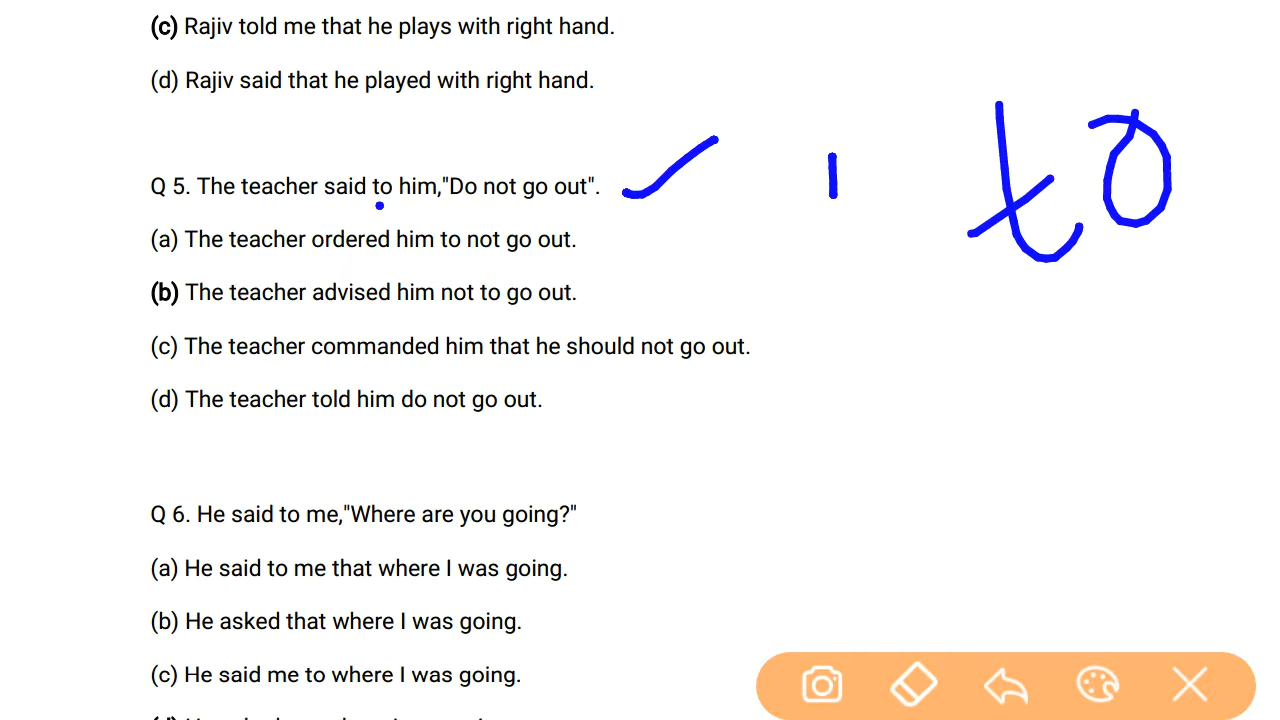 (c) Rajiv told me that he plays with right hand.
(d) Rajiv said that he played with right hand.
Q 5. The teacher said to him,"Do not go out".
to
(a) The teacher ordered him to not go out.
(b) The teacher advised him not to go out.
(c) The teacher commanded him that he should not go out.
(d) The teacher told him do not go out.
Q 6. He said to me,"Where are you going?"
(a) He said to me that where I was going.
(b) He asked that where I was going.
(c) He said me to where I was going.